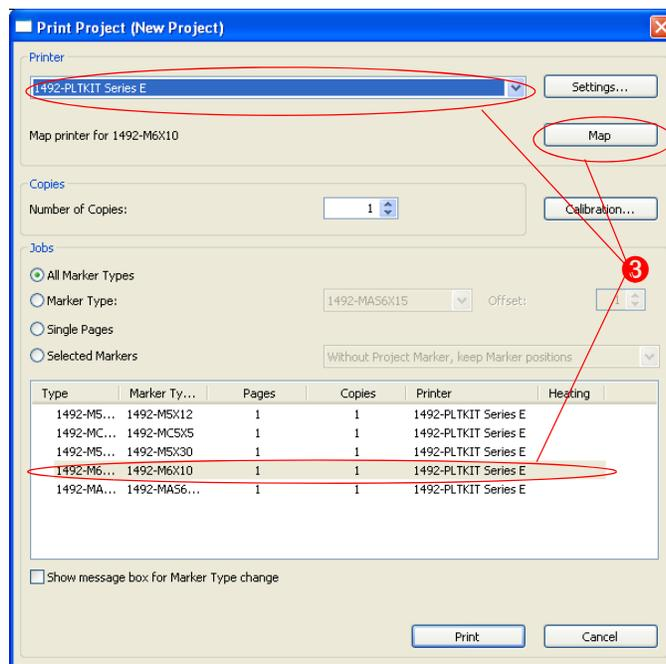 Print Project (New Project)
Printer
1492-PLTKIT Series E
Settings...
Map printer for 1492-M6X10
Map
Copies
Number of Copies:
1
Calibration...
Jobs
3
All Marker Types
Marker Type:
1492-MAS6X15
Offset:
1
Single Pages
Selected Markers
Without Project Marker, keep Marker positions
Type Marker Ty... Pages Copies Printer Heating
1492-M5... 1492-M5X12 1 1 1492-PLTKIT Series E
1492-MC... 1492-MC5X5 1 1 1492-PLTKIT Series E
1492-M5... 1492-M5X30 1 1 1492-PLTKIT Series E
1492-M6... 1492-M6X10 1 1 1492-PLTKIT Series E
1492-MA... 1492-MAS6... 1 1 1492-PLTKIT Series E
Show message box for Marker Type change
Print
Cancel